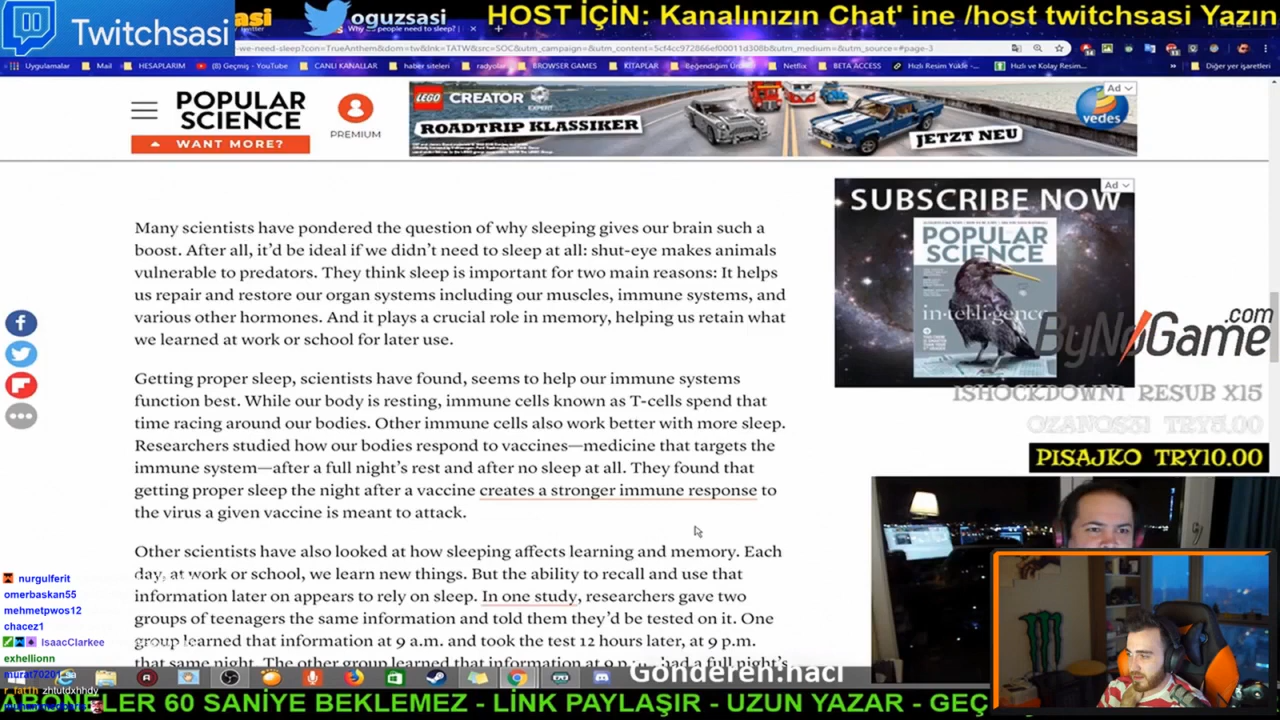 Twitchsasi
asi
oguzsasi
HOST İÇİN: Kanalınızın Chat' ine /host twitchsasi Yazın
people need to sleep?
we-need-sleep?con=TrueAnthem&dom=tw&lnk=TATW&src=SOC&utm_campaign=&utm_content=5cf4cc972866ef00011d308b&utm_medium=&utm_source=#page-3
Uygulamalar
Mail
HESAPLARIM
(8) Geçmiş - YouTube
CANLI KANALLAR
haber siteleri
radyolar
BROWSER GAMES
KİTAPLAR
Netflix
BETA ACCESS
Hızlı Resim Yükle -...
Hızlı ve Kolay Resim...
Diğer yer işaretleri
POPULAR
SCIENCE
WANT MORE?
PREMIUM
LEGO CREATOR EXPERT
ROADTRIP KLASSIKER
JETZT NEU
Ad
vedes
Ad
SUBSCRIBE NOW
POPULAR
SCIENCE
in·tel·li·gence
Many scientists have pondered the question of why sleeping gives our brain such a
boost. After all, it’d be ideal if we didn’t need to sleep at all: shut-eye makes animals
vulnerable to predators. They think sleep is important for two main reasons: It helps
us repair and restore our organ systems including our muscles, immune systems, and
various other hormones. And it plays a crucial role in memory, helping us retain what
we learned at work or school for later use.
Getting proper sleep, scientists have found, seems to help our immune systems
function best. While our body is resting, immune cells known as T-cells spend that
time racing around our bodies. Other immune cells also work better with more sleep.
Researchers studied how our bodies respond to vaccines—medicine that targets the
immune system—after a full night’s rest and after no sleep at all. They found that
getting proper sleep the night after a vaccine creates a stronger immune response to
the virus a given vaccine is meant to attack.
Other scientists have also looked at how sleeping affects learning and memory. Each
day, at work or school, we learn new things. But the ability to recall and use that
information later on appears to rely on sleep. In one study, researchers gave two
groups of teenagers the same information and told them they’d be tested on it. One
group learned that information at 9 a.m. and took the test 12 hours later, at 9 p.m.
that same night. The other group learned that information at 9 p.m., had a full night’s
ByNoGame.com
ISHOCKDOWNI RESUB X15
OZANOSZI TRY5.00
PISAJKO TRY10.00
nurgulferit
omerbaskan55
mehmetpwos12
chacez1
IsaacClarkee
exhellionn
murat7020
r_fat1h zhtutdxhhdy
Gönderen:haci
ABONELER 60 SANİYE BEKLEMEZ - LİNK PAYLAŞIR - UZUN YAZAR - GEÇ